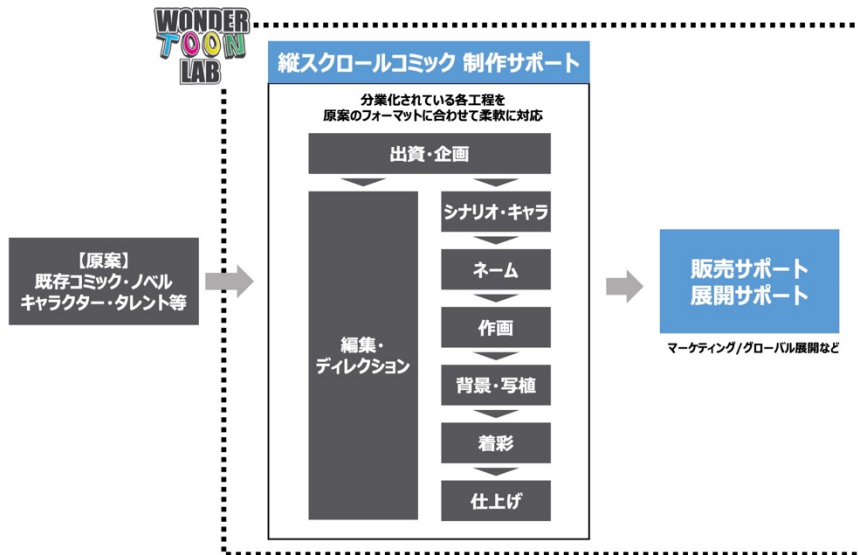 WONDER
TOON
LAB
縦スクロールコミック 制作サポート
分業化されている各工程を
原案のフォーマットに合わせて柔軟に対応
出資・企画
編集・
ディレクション
シナリオ・キャラ
ネーム
作画
背景・写植
着彩
仕上げ
【原案】
既存コミック・ノベル
キャラクター・タレント等
販売サポート
展開サポート
マーケティング/グローバル展開など